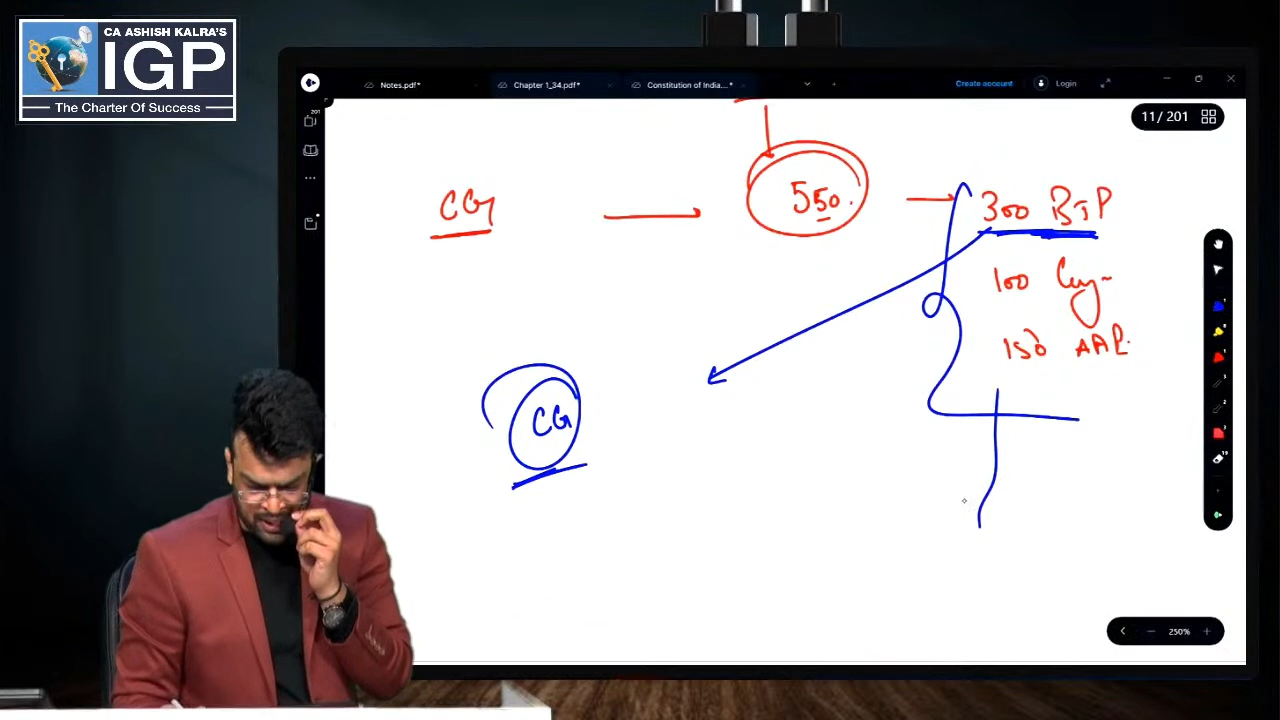 CA ASHISH KALRA'S
IGP
The Charter Of Success
Notes.pdf*
Chapter 1_34.pdf*
Constitution of India....*
Create account
Login
201
11 / 201
CG
550.
300 BJP
100
150 AAP.
CG
250%